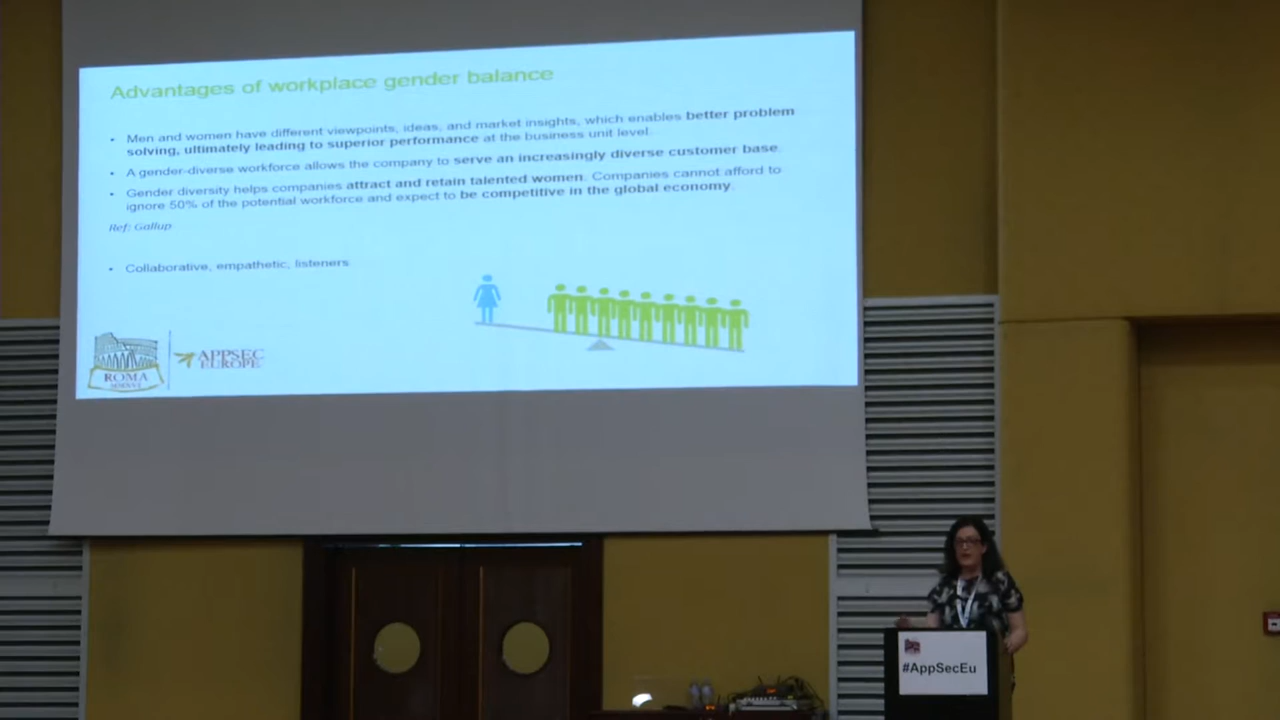 Advantages of workplace gender balance
• Men and women have different viewpoints, ideas, and market insights, which enables better problem
solving, ultimately leading to superior performance at the business unit level.
• A gender-diverse workforce allows the company to serve an increasingly diverse customer base.
• Gender diversity helps companies attract and retain talented women. Companies cannot afford to
ignore 50% of the potential workforce and expect to be competitive in the global economy.
Ref: Gallup
• Collaborative, empathetic, listeners
ROMA
APPSEC
EUROPE
#AppSecEu